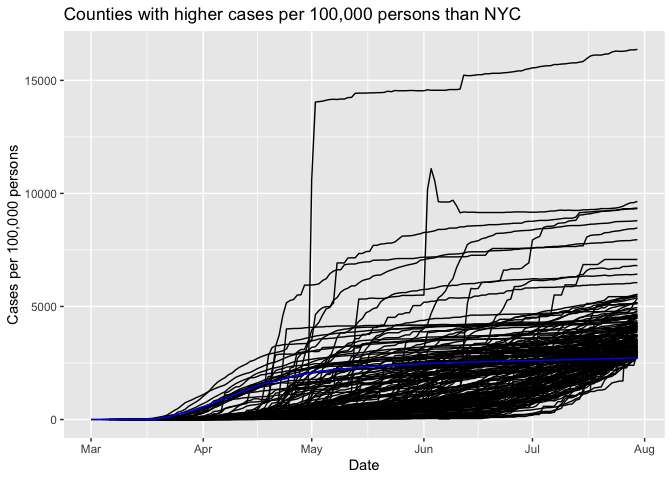 Counties with higher cases per 100,000 persons than NYC
15000
10000
5000
0
Cases per 100,000 persons
Mar Apr May Jun Jul Aug
Date